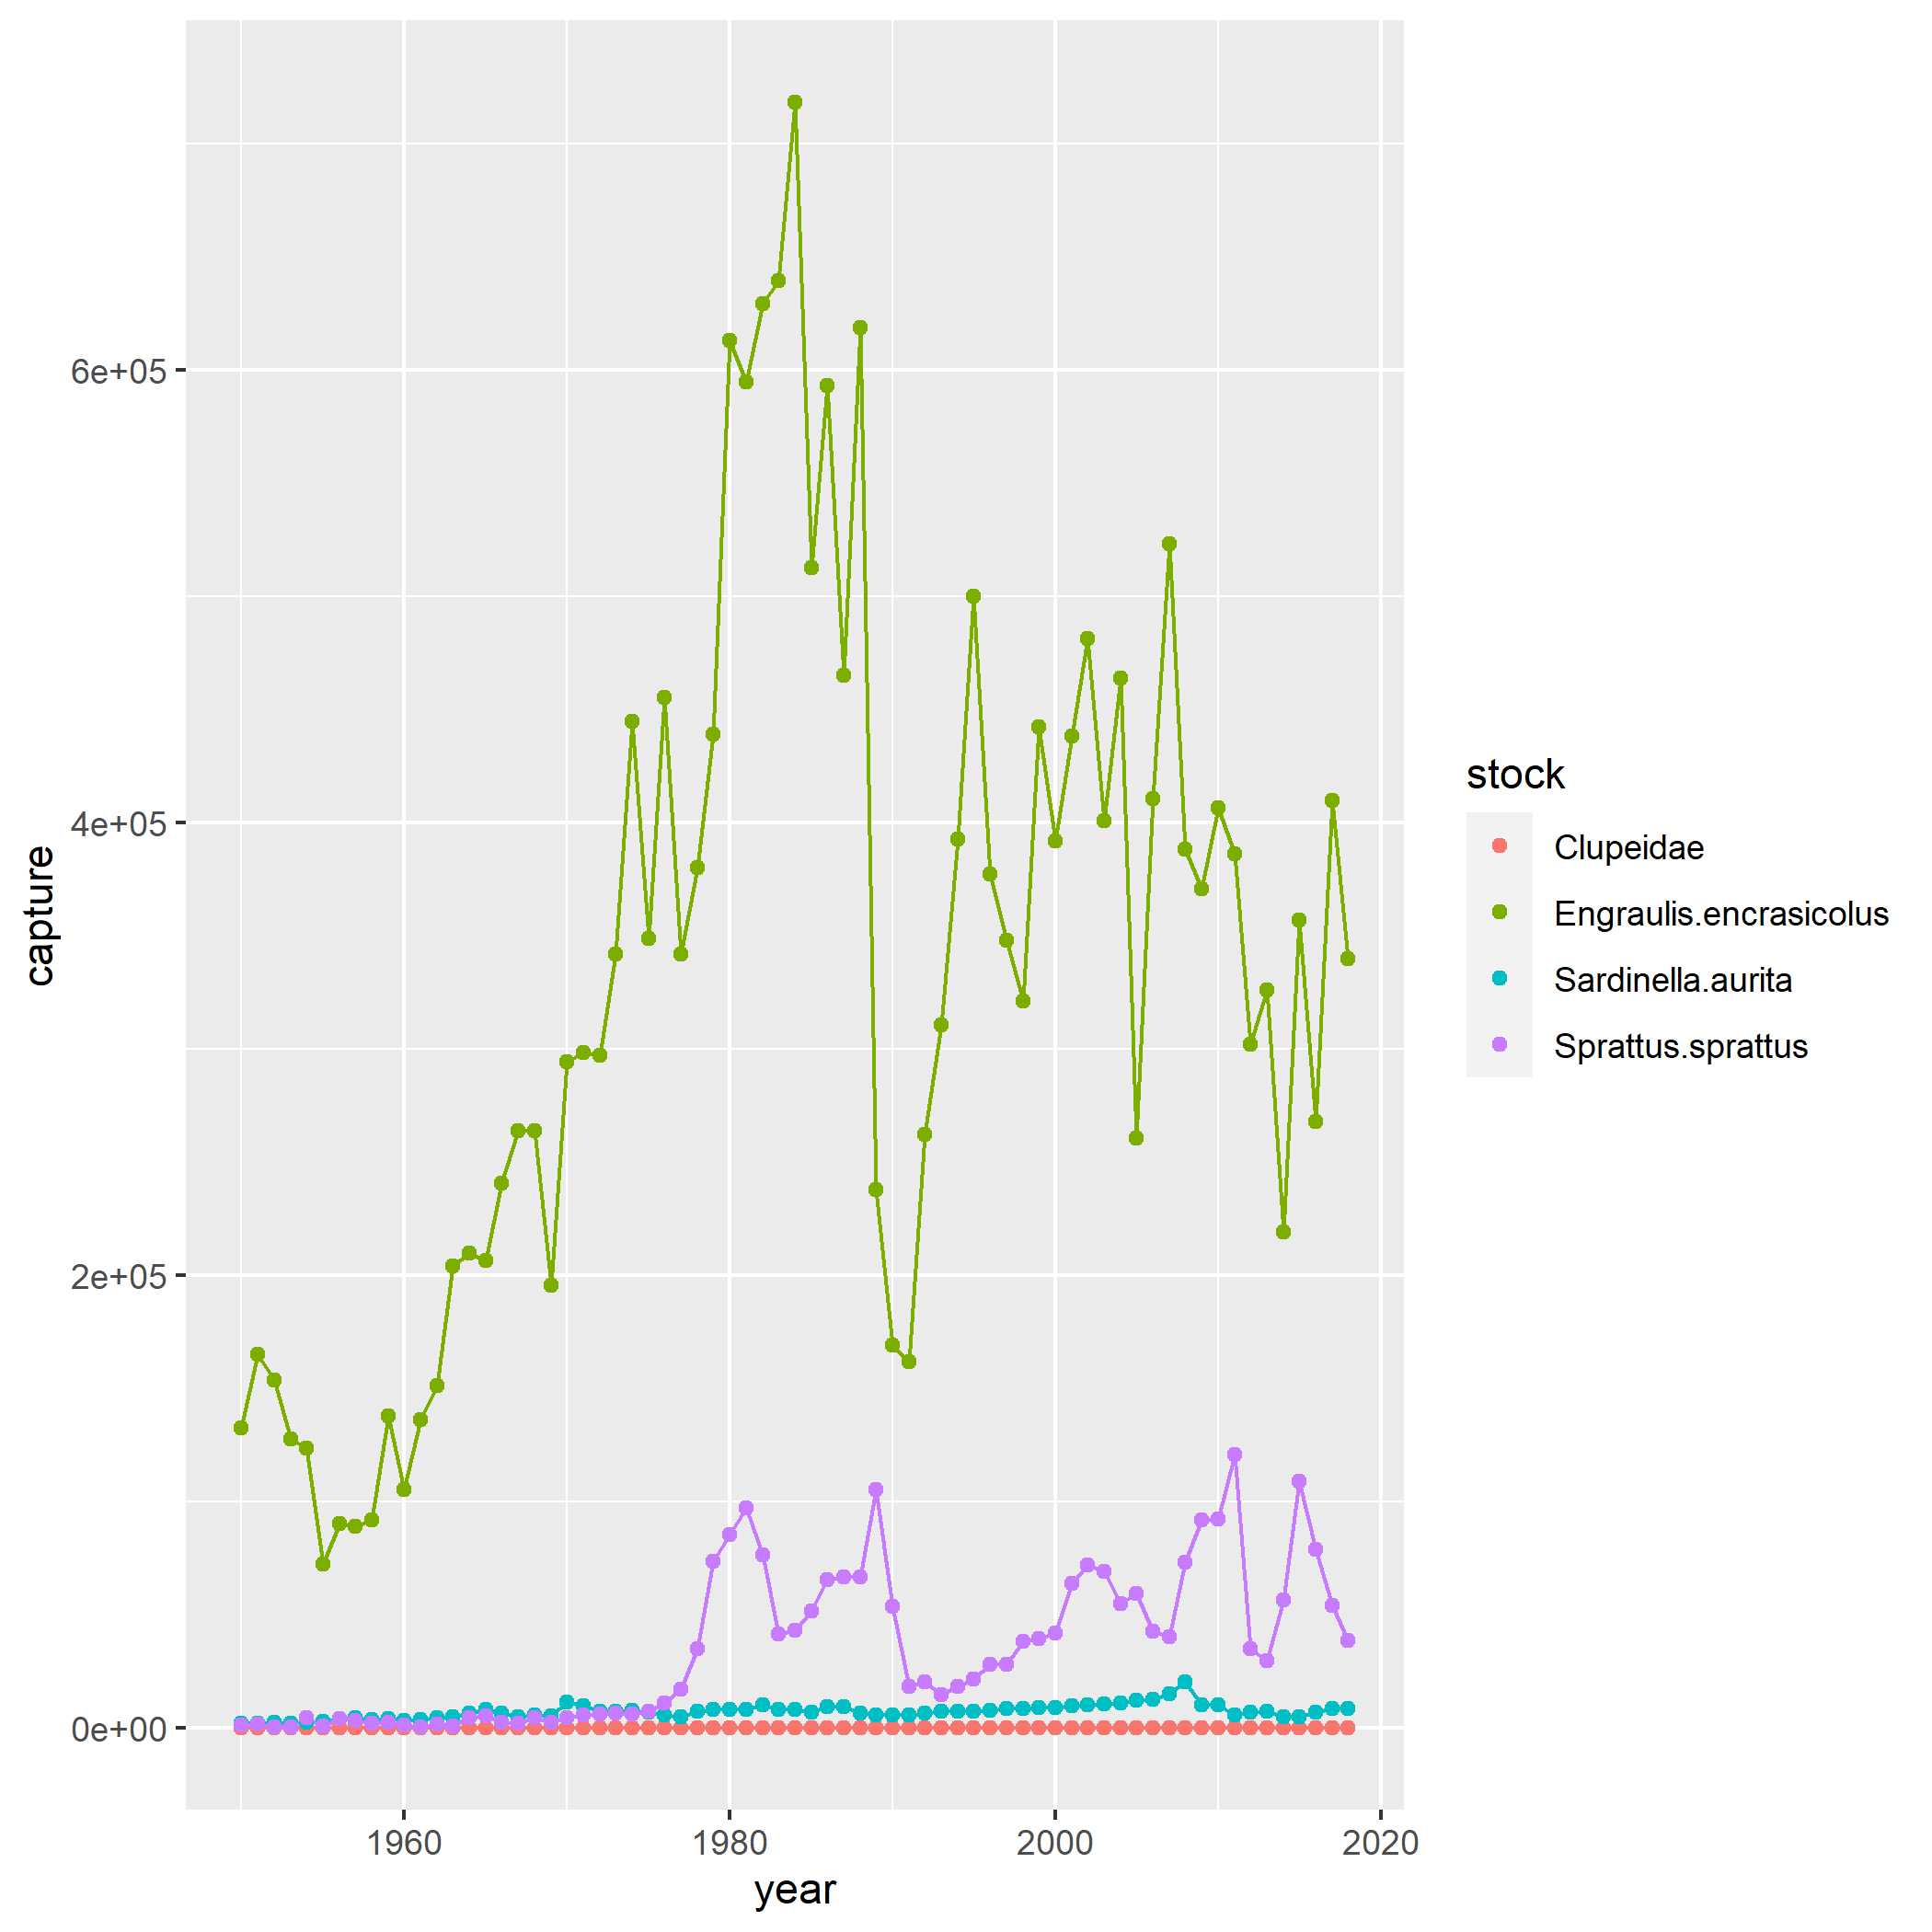 6e+05
4e+05
2e+05
0e+00
capture
1960 1980 2000 2020
year
stock
Clupeidae
Engraulis.encrasicolus
Sardinella.aurita
Sprattus.sprattus